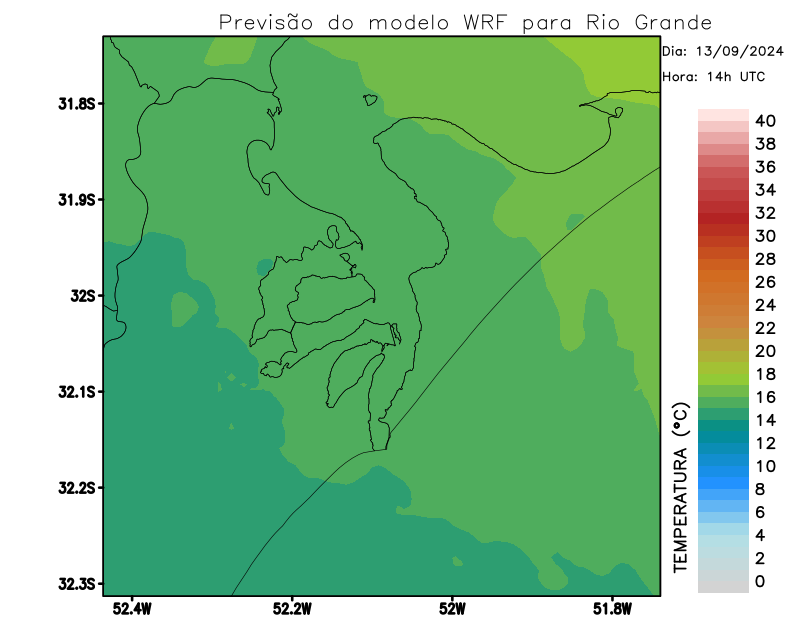 Previsão do modelo WRF para Rio Grande
Dia: 13/09/2024
Hora: 14h UTC
31.8S
31.9S
32S
32.1S
32.2S
32.3S
52.4W
52.2W
52W
51.8W
TEMPERATURA (°C)
40
38
36
34
32
30
28
26
24
22
20
18
16
14
12
10
8
6
4
2
0